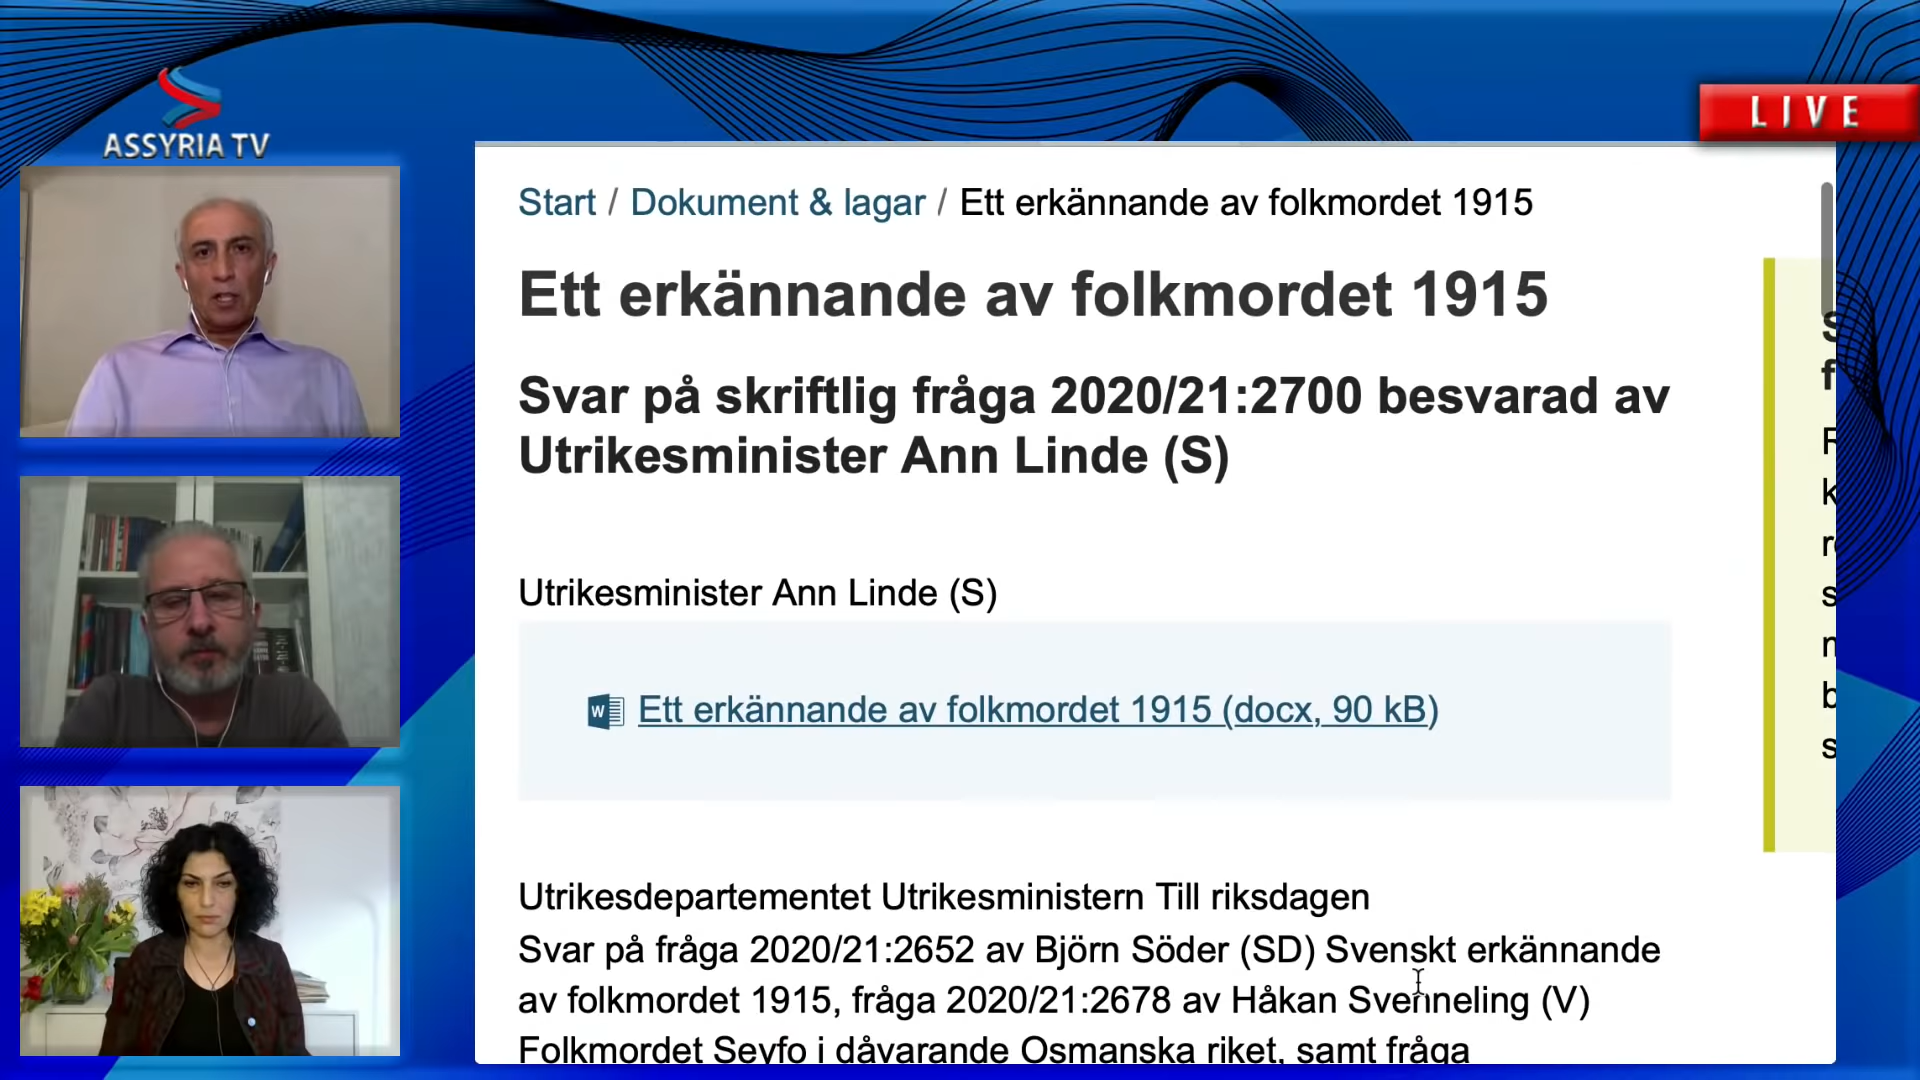 ASSYRIA TV
LIVE
Start / Dokument & lagar / Ett erkännande av folkmordet 1915
Ett erkännande av folkmordet 1915
Svar på skriftlig fråga 2020/21:2700 besvarad av
Utrikesminister Ann Linde (S)
Utrikesminister Ann Linde (S)
Ett erkännande av folkmordet 1915 (docx, 90 kB)
Utrikesdepartementet Utrikesministern Till riksdagen
Svar på fråga 2020/21:2652 av Björn Söder (SD) Svenskt erkännande
av folkmordet 1915, fråga 2020/21:2678 av Håkan Svenneling (V)
Folkmordet Seyfo i dåvarande Osmanska riket, samt fråga